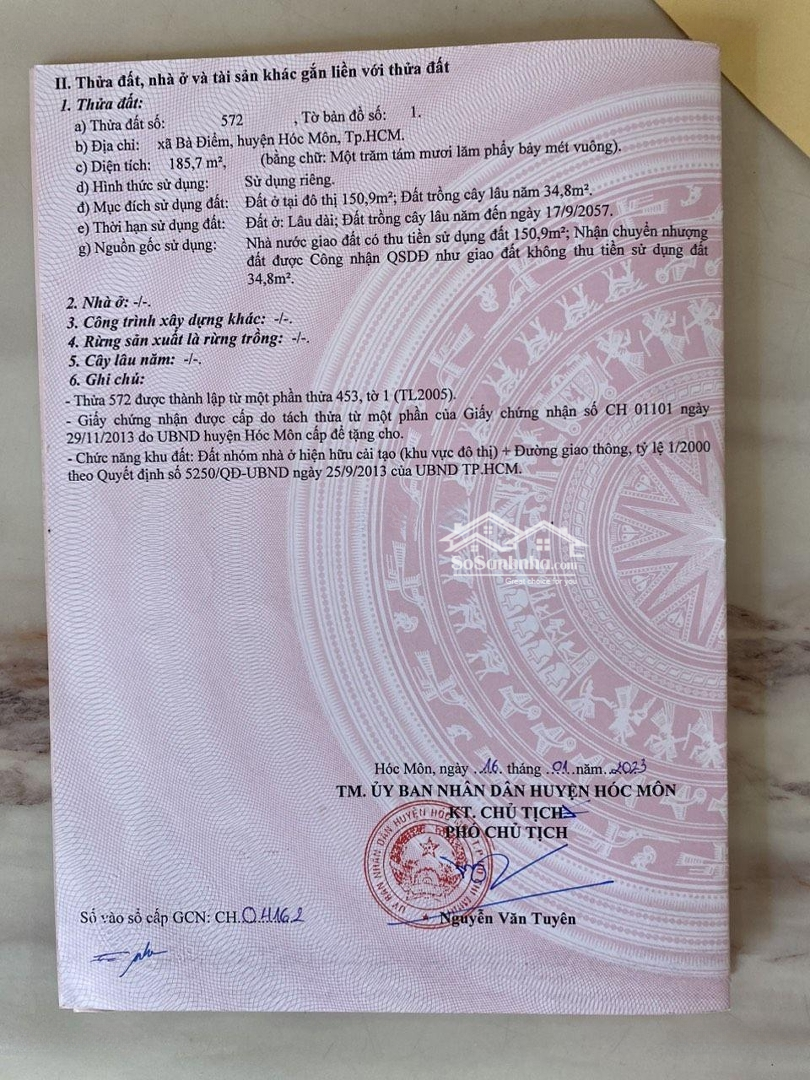 II. Thửa đất, nhà ở và tài sản khác gắn liền với thửa đất
1. Thửa đất:
a) Thửa đất số: 572 , Tờ bản đồ số: 1.
b) Địa chỉ: xã Bà Điểm, huyện Hóc Môn, Tp.HCM.
c) Diện tích: 185,7 m², (bằng chữ: Một trăm tám mươi lăm phẩy bảy mét vuông).
d) Hình thức sử dụng: Sử dụng riêng.
đ) Mục đích sử dụng đất: Đất ở tại đô thị 150,9m²; Đất trồng cây lâu năm 34,8m².
e) Thời hạn sử dụng đất: Đất ở: Lâu dài; Đất trồng cây lâu năm đến ngày 17/9/2057.
g) Nguồn gốc sử dụng: Nhà nước giao đất có thu tiền sử dụng đất 150,9m²; Nhận chuyển nhượng
đất được Công nhận QSDĐ như giao đất không thu tiền sử dụng đất
34,8m².
2. Nhà ở: -/-.
3. Công trình xây dựng khác: -/-.
4. Rừng sản xuất là rừng trồng: -/-.
5. Cây lâu năm: -/-.
6. Ghi chú:
- Thửa 572 được thành lập từ một phần thửa 453, tờ 1 (TL2005).
- Giấy chứng nhận được cấp do tách thửa từ một phần của Giấy chứng nhận số CH 01101 ngày
29/11/2013 do UBND huyện Hóc Môn cấp để tặng cho.
- Chức năng khu đất: Đất nhóm nhà ở hiện hữu cải tạo (khu vực đô thị) + Đường giao thông, tỷ lệ 1/2000
theo Quyết định số 5250/QĐ-UBND ngày 25/9/2013 của UBND TP.HCM.
SoSanhnha.com
Great choice for you
Hóc Môn, ngày 16 tháng 01 năm 2023
TM. ỦY BAN NHÂN DÂN HUYỆN HÓC MÔN
KT. CHỦ TỊCH
PHÓ CHỦ TỊCH
ỦY BAN NHÂN DÂN HUYỆN HÓC MÔN
Nguyễn Văn Tuyên
Số vào sổ cấp GCN: CH